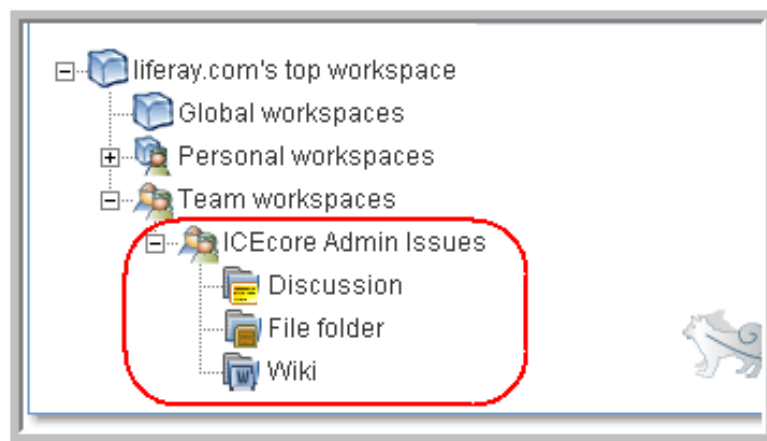 liferay.com's top workspace
Global workspaces
Personal workspaces
Team workspaces
ICEcore Admin Issues
Discussion
File folder
Wiki